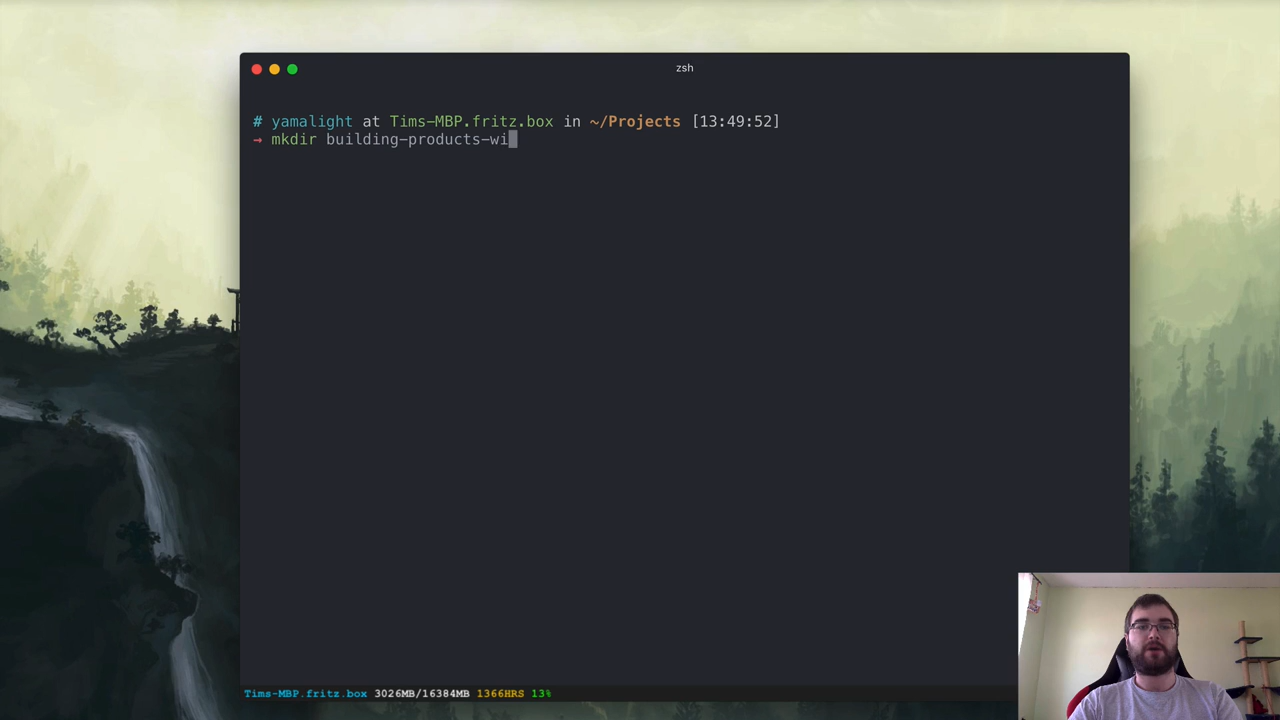 zsh
# yamalight at Tims-MBP.fritz.box in ~/Projects [13:49:52]
→ mkdir building-products-wi
Tims-MBP.fritz.box 3026MB/16384MB 1366HRS 13%